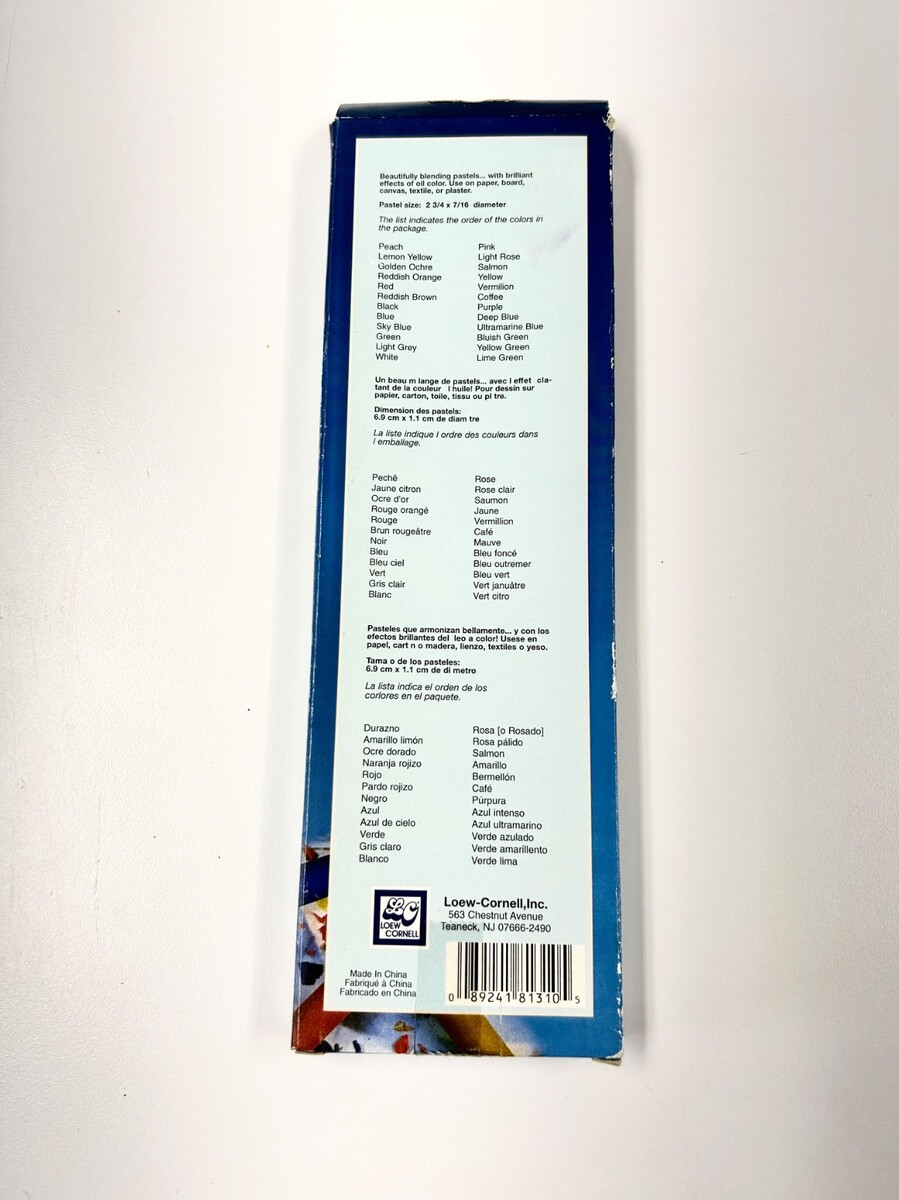 Beautifully blending pastels... with brilliant
effects of oil color. Use on paper, board,
canvas, textile, or plaster.
Pastel size: 2 3/4 x 7/16 diameter
The list indicates the order of the colors in
the package.
Peach
Lemon Yellow
Golden Ochre
Reddish Orange
Red
Reddish Brown
Black
Blue
Sky Blue
Green
Light Grey
White
Pink
Light Rose
Salmon
Yellow
Vermilion
Coffee
Purple
Deep Blue
Ultramarine Blue
Bluish Green
Yellow Green
Lime Green
Un beau m lange de pastels... avec l effet cla-
tant de la couleur l huile! Pour dessin sur
papier, carton, toile, tissu ou pl tre.
Dimension des pastels:
6.9 cm x 1.1 cm de diam tre
La liste indique l ordre des couleurs dans
l emballage.
Pechê
Jaune citron
Ocre d'or
Rouge orangé
Rouge
Brun rougeâtre
Noir
Bleu
Bleu ciel
Vert
Gris clair
Blanc
Rose
Rose clair
Saumon
Jaune
Vermillion
Café
Mauve
Bleu foncé
Bleu outremer
Bleu vert
Vert januâtre
Vert citro
Pasteles que armonizan bellamente... y con los
efectos brillantes del leo a color! Usese en
papel, cart n o madera, lienzo, textiles o yeso.
Tama o de los pasteles:
6.9 cm x 1.1 cm de di metro
La lista indica el orden de los
corlores en el paquete.
Durazno
Amarillo limón
Ocre dorado
Naranja rojizo
Rojo
Pardo rojizo
Negro
Azul
Azul de cielo
Verde
Gris claro
Blanco
Rosa [o Rosado]
Rosa pálido
Salmon
Amarillo
Bermellón
Café
Púrpura
Azul intenso
Azul ultramarino
Verde azulado
Verde amarillento
Verde lima
LC
LOEW
CORNELL
Loew-Cornell,Inc.
563 Chestnut Avenue
Teaneck, NJ 07666-2490
Made In China
Fabriqué à China
Fabricado en China
0 89241 81310 5